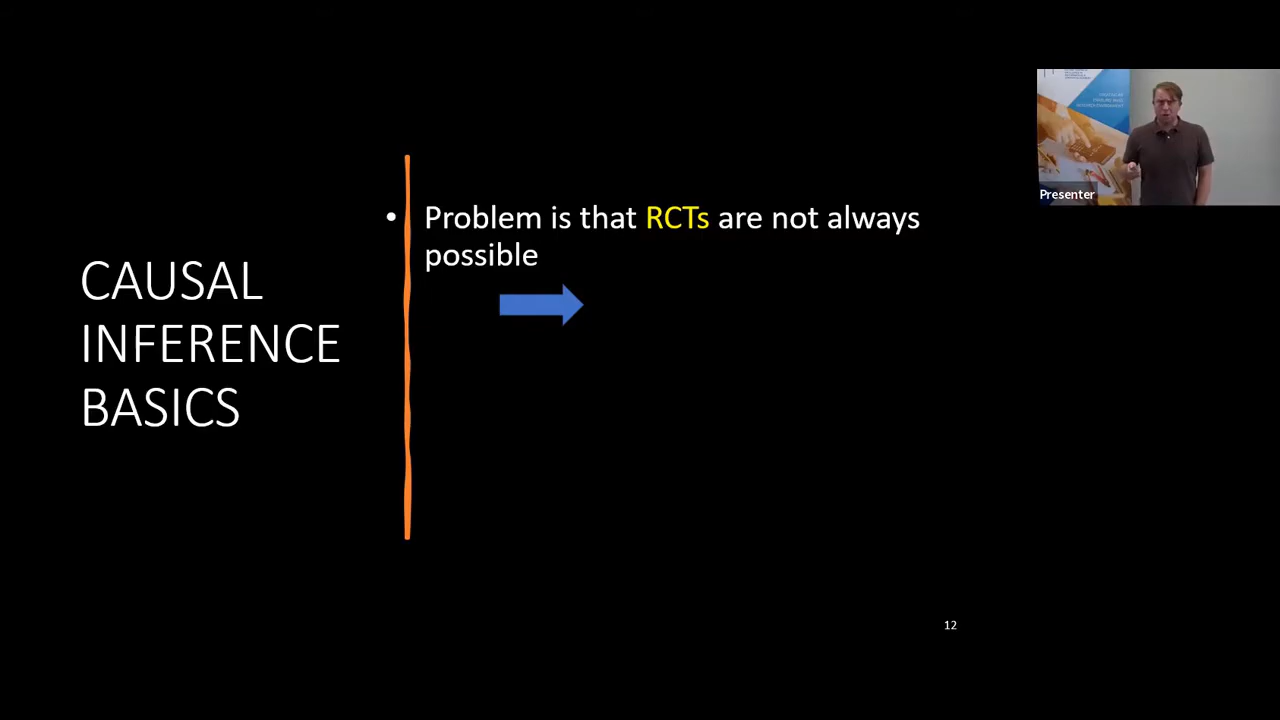 CAUSAL
INFERENCE
BASICS
• Problem is that RCTs are not always
possible
12
Presenter